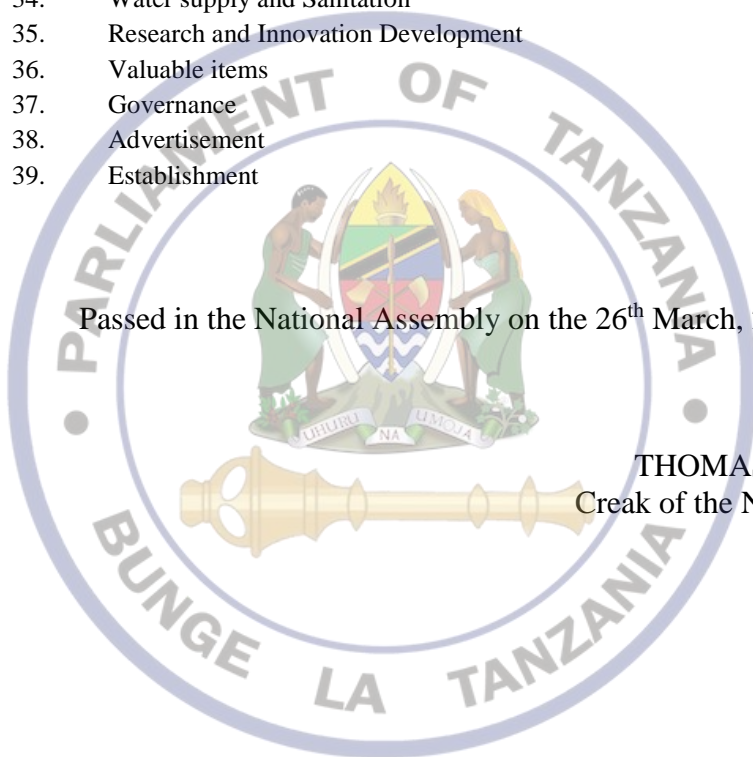 34. Water supply and Sanitation
35. Research and Innovation Development
36. Valuable items
37. Governance
38. Advertisement
39. Establishment
PARLIAMENT OF TANZANIA
Passed in the National Assembly on the 26th March,
UHURU NA UMOJA
THOMA
Creak of the N
BUNGE LA TANZANIA